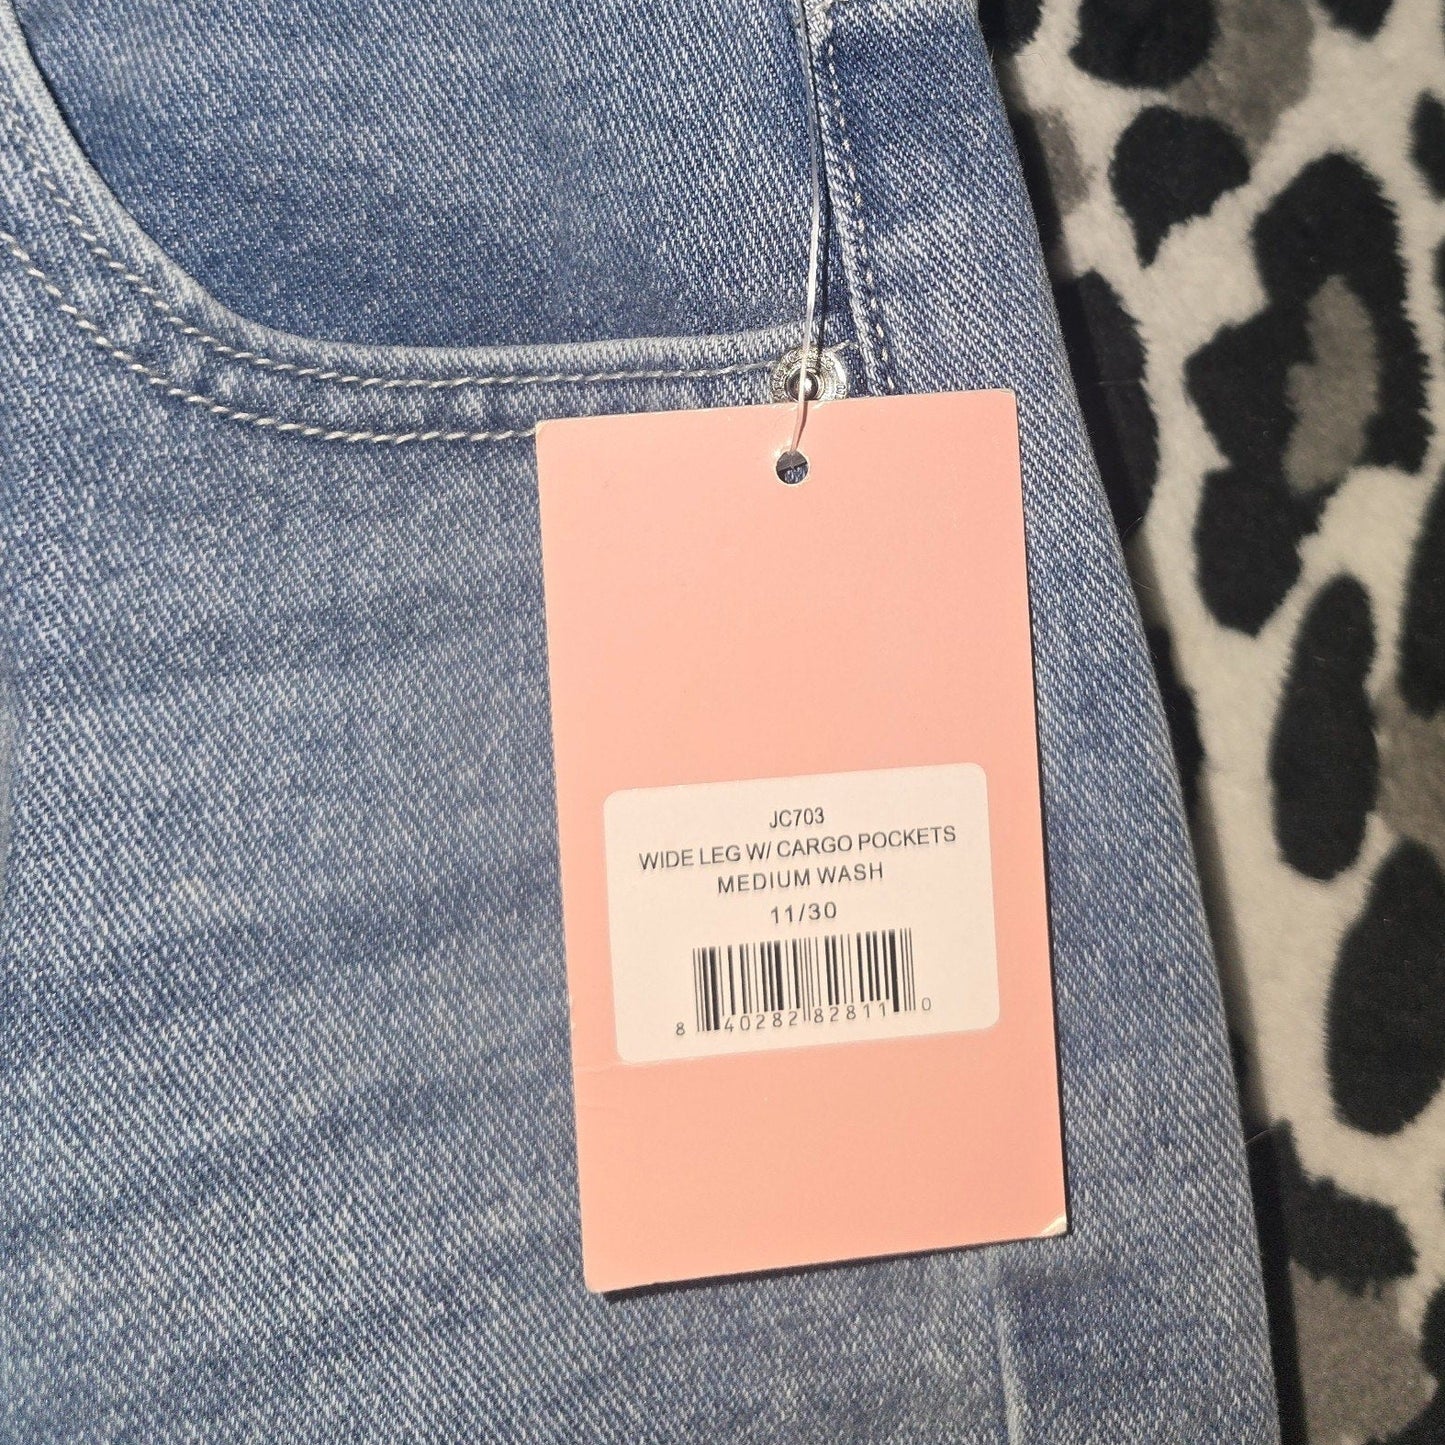 JC703
WIDE LEG W/ CARGO POCKETS
MEDIUM WASH
11/30
8 40282 82811 0